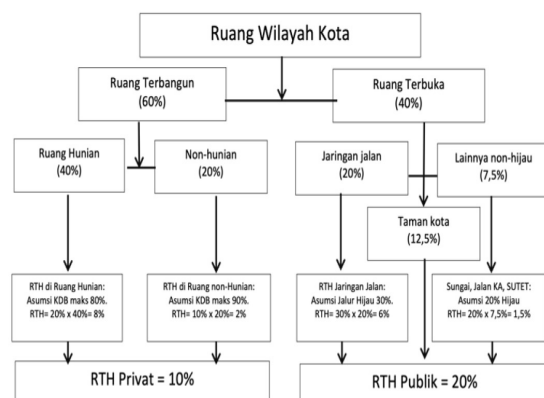 Ruang Wilayah Kota
Ruang Terbangun
(60%)
Ruang Terbuka
(40%)
Ruang Hunian
(40%)
Non-hunian
(20%)
Jaringan jalan
(20%)
Lainnya non-hijau
(7,5%)
Taman kota
(12,5%)
RTH di Ruang Hunian:
Asumsi KDB maks 80%.
RTH= 20% x 40%= 8%
RTH di Ruang non-Hunian:
Asumsi KDB maks 90%.
RTH= 10% x 20%= 2%
RTH Jaringan Jalan:
Asumsi Jalur Hijau 30%.
RTH= 30% x 20%= 6%
Sungai, Jalan KA, SUTET:
Asumsi 20% Hijau
RTH= 20% x 7,5%= 1,5%
RTH Privat = 10%
RTH Publik = 20%